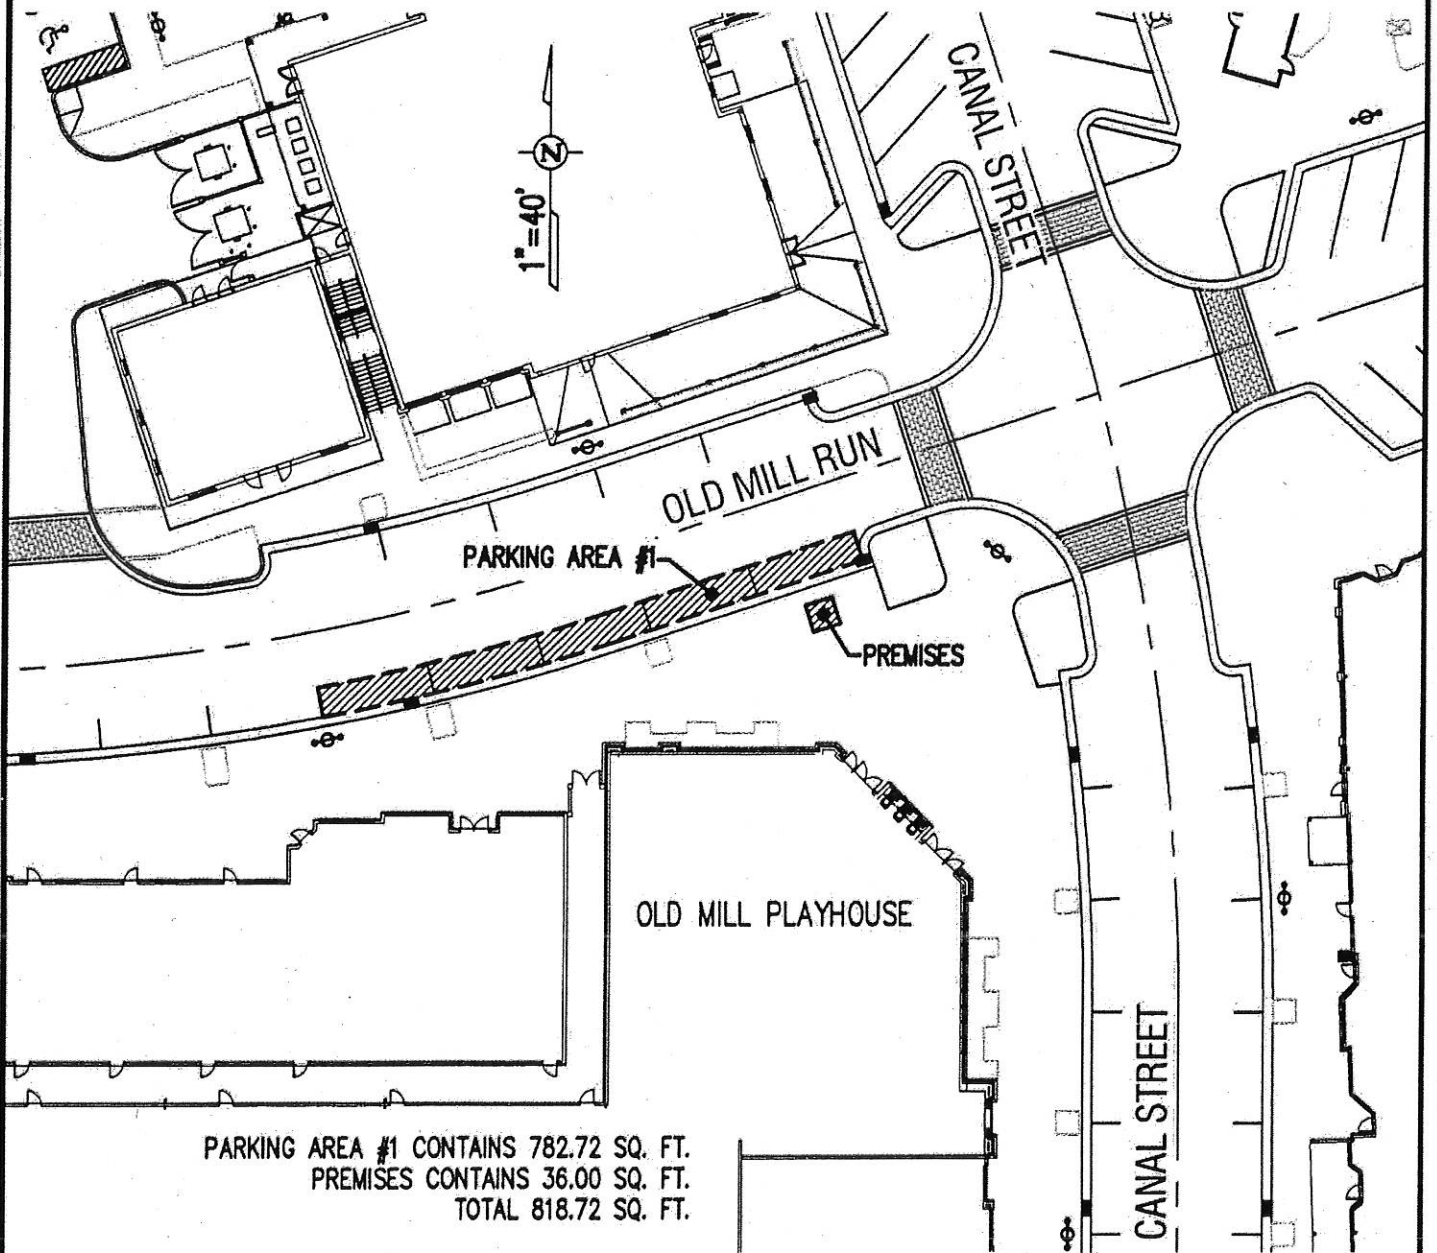 CANAL STREET
N
1"=40'
OLD MILL RUN
PARKING AREA #1
PREMISES
OLD MILL PLAYHOUSE
CANAL STREET
PARKING AREA #1 CONTAINS 782.72 SQ. FT.
PREMISES CONTAINS 36.00 SQ. FT.
TOTAL 818.72 SQ. FT.